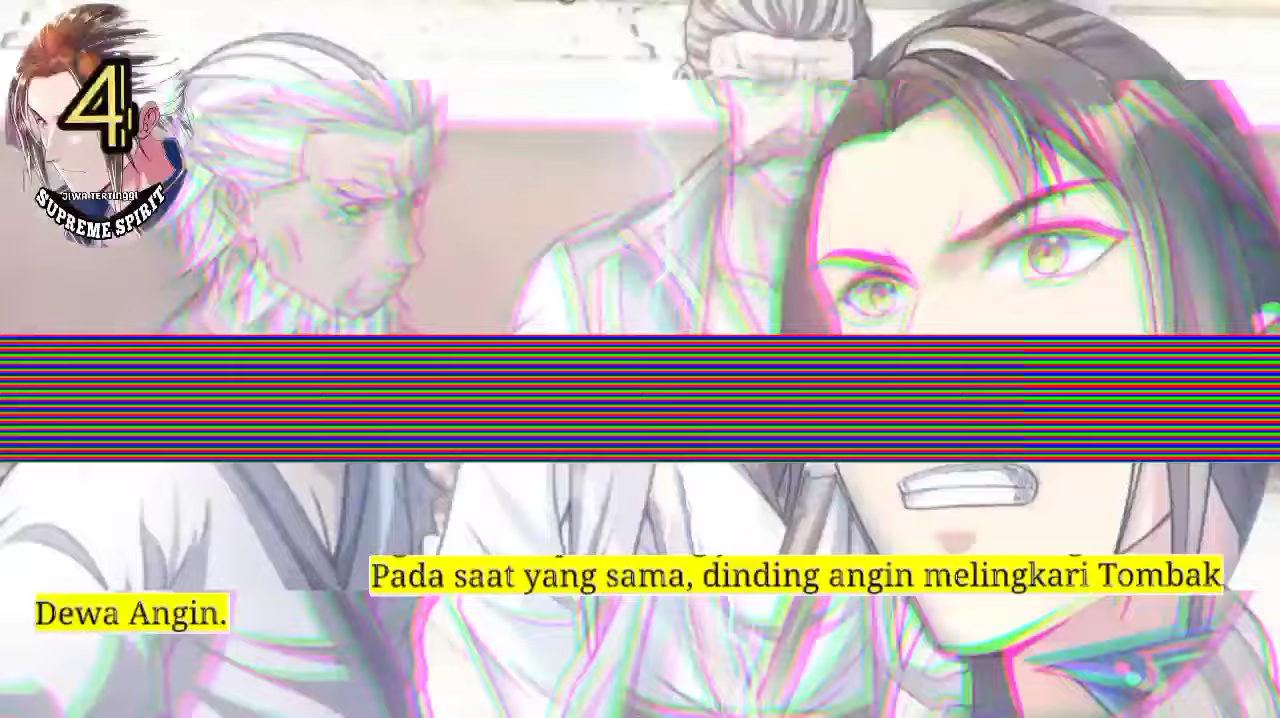 4
JIWA TERTINGGI
SUPREME SPIRIT
Pada saat yang sama, dinding angin melingkari Tombak
Dewa Angin.